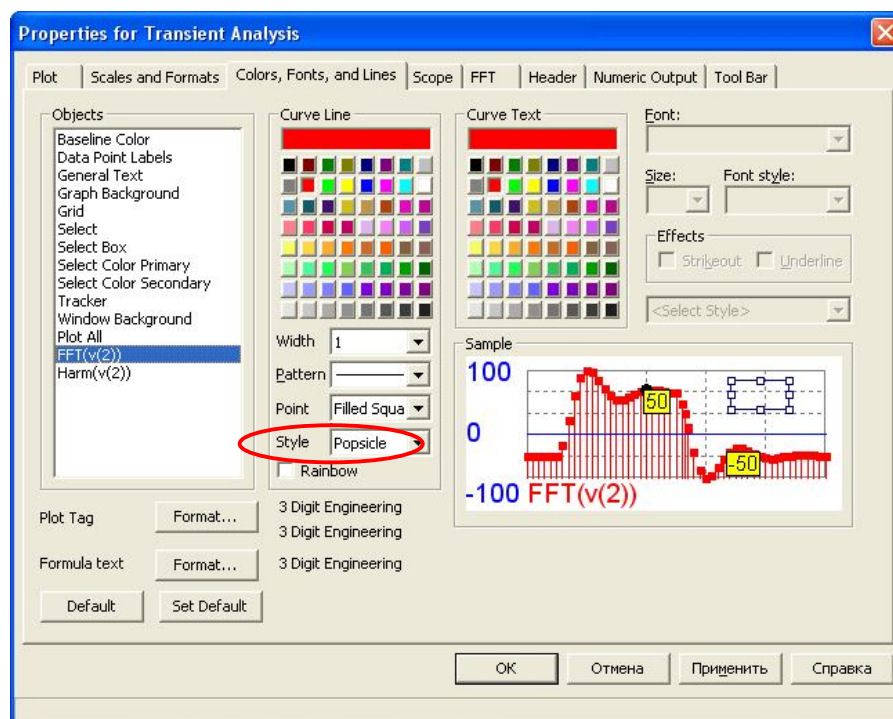 Properties for Transient Analysis
Plot Scales and Formats Colors, Fonts, and Lines Scope FFT Header Numeric Output Tool Bar
Objects
Baseline Color
Data Point Labels
General Text
Graph Background
Grid
Select
Select Box
Select Color Primary
Select Color Secondary
Tracker
Window Background
Plot All
FFT(v(2))
Harm(v(2))
Curve Line
Width 1
Pattern
Point Filled Squa
Style Popsicle
Rainbow
Curve Text
Font:
Size: Font style:
Effects
Strikeout Underline
<Select Style>
Sample
100
50
0
-50
-100 FFT(v(2))
Plot Tag Format... 3 Digit Engineering
3 Digit Engineering
Formula text Format... 3 Digit Engineering
Default Set Default
OK Отмена Применить Справка